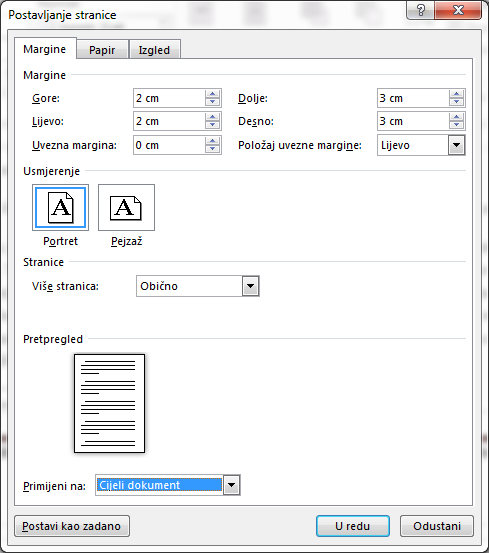 Postavljanje stranice
Margine Papir Izgled
Margine
Gore: 2 cm Dolje: 3 cm
Lijevo: 2 cm Desno: 3 cm
Uvezna margina: 0 cm Položaj uvezne margine: Lijevo
Usmjerenje
A A
Portret Pejzaž
Stranice
Više stranica: Obično
Pretpregled
Primijeni na: Cijeli dokument
Postavi kao zadano U redu Odustani